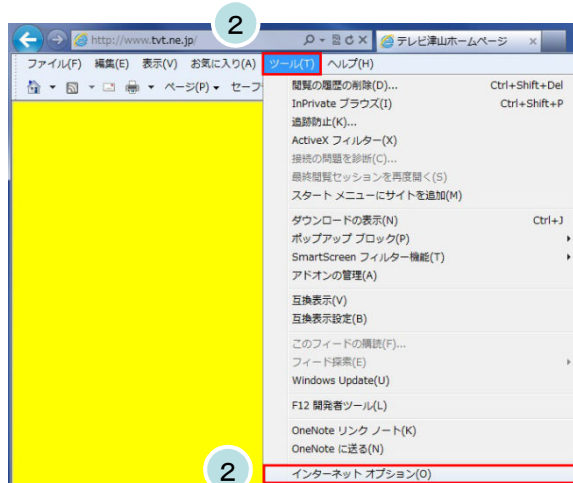 2
http://www.tvt.ne.jp/
テレビ津山ホームページ
ファイル(F) 編集(E) 表示(V) お気に入り(A) ツール(T) ヘルプ(H)
ページ(P) セーフ
閲覧の履歴の削除(D)... Ctrl+Shift+Del
InPrivate ブラウズ(I) Ctrl+Shift+P
追跡防止(K)...
ActiveX フィルター(X)
接続の問題を診断(C)...
最終閲覧セッションを再度開く(S)
スタート メニューにサイトを追加(M)
ダウンロードの表示(N) Ctrl+J
ポップアップ ブロック(P)
SmartScreen フィルター機能(T)
アドオンの管理(A)
互換表示(V)
互換表示設定(B)
このフィードの購読(F)...
フィード探索(E)
Windows Update(U)
F12 開発者ツール(L)
OneNote リンク ノート(K)
OneNote に送る(N)
2
インターネット オプション(O)